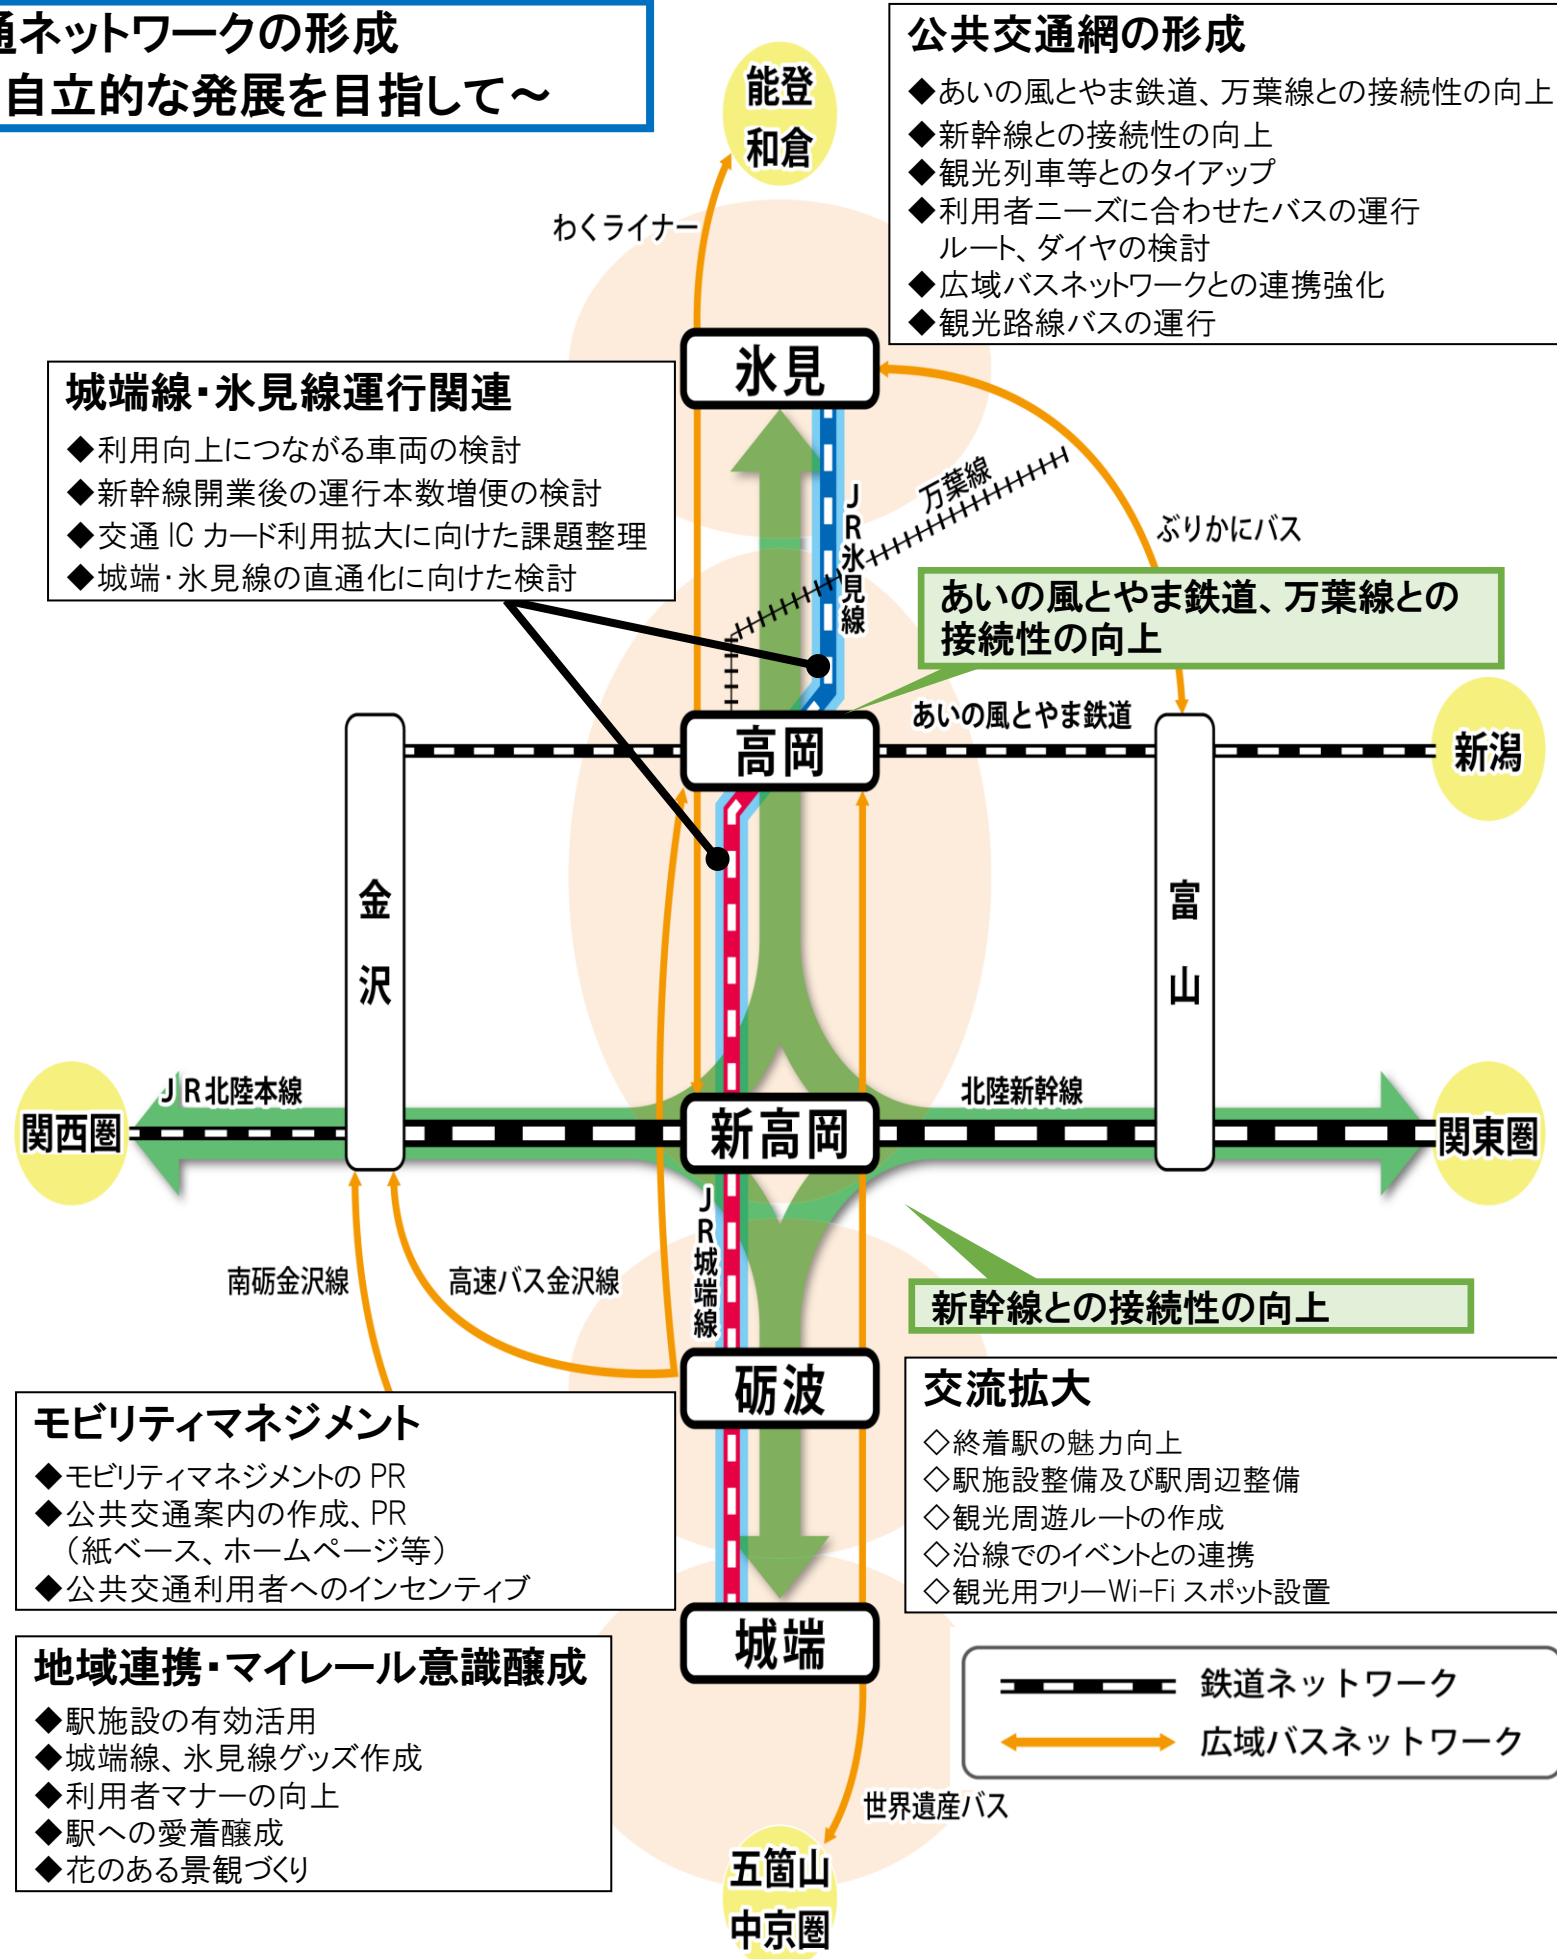 通ネットワークの形成
自立的な発展を目指して～
公共交通網の形成
◆あいの風とやま鉄道、万葉線との接続性の向上
◆新幹線との接続性の向上
◆観光列車等とのタイアップ
◆利用者ニーズに合わせたバスの運行
ルート、ダイヤの検討
◆広域バスネットワークとの連携強化
◆観光路線バスの運行
能登
和倉
わくライナー
氷見
城端線・氷見線運行関連
◆利用向上につながる車両の検討
◆新幹線開業後の運行本数増便の検討
◆交通 IC カード利用拡大に向けた課題整理
◆城端・氷見線の直通化に向けた検討
JR氷見線
万葉線
ぶりかにバス
あいの風とやま鉄道、万葉線との
接続性の向上
あいの風とやま鉄道
高岡
新潟
金沢
富山
JR北陸本線
北陸新幹線
関西圏
新高岡
関東圏
JR城端線
南砺金沢線
高速バス金沢線
新幹線との接続性の向上
砺波
モビリティマネジメント
◆モビリティマネジメントの PR
◆公共交通案内の作成、PR
（紙ベース、ホームページ等）
◆公共交通利用者へのインセンティブ
交流拡大
◇終着駅の魅力向上
◇駅施設整備及び駅周辺整備
◇観光周遊ルートの作成
◇沿線でのイベントとの連携
◇観光用フリーWi-Fi スポット設置
城端
地域連携・マイレール意識醸成
◆駅施設の有効活用
◆城端線、氷見線グッズ作成
◆利用者マナーの向上
◆駅への愛着醸成
◆花のある景観づくり
鉄道ネットワーク
広域バスネットワーク
世界遺産バス
五箇山
中京圏